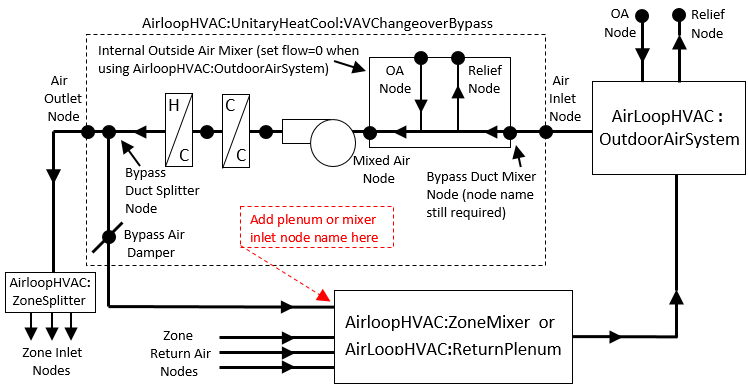 AirloopHVAC:UnitaryHeatCool:VAVChangeoverBypass
OA
Node
Relief
Node
Internal Outside Air Mixer (set flow=0 when
using AirloopHVAC:OutdoorAirSystem)
OA
Node
Relief
Node
Air
Inlet
Node
Air
Outlet
Node
H
C
C
C
AirLoopHVAC :
OutdoorAirSystem
Mixed Air
Node
Bypass
Duct Splitter
Node
Bypass Duct Mixer
Node (node name
still required)
Add plenum or mixer
inlet node name here
Bypass Air
Damper
AirloopHVAC:
ZoneSplitter
Zone Inlet
Nodes
Zone
Return Air
Nodes
AirloopHVAC:ZoneMixer or
AirLoopHVAC:ReturnPlenum